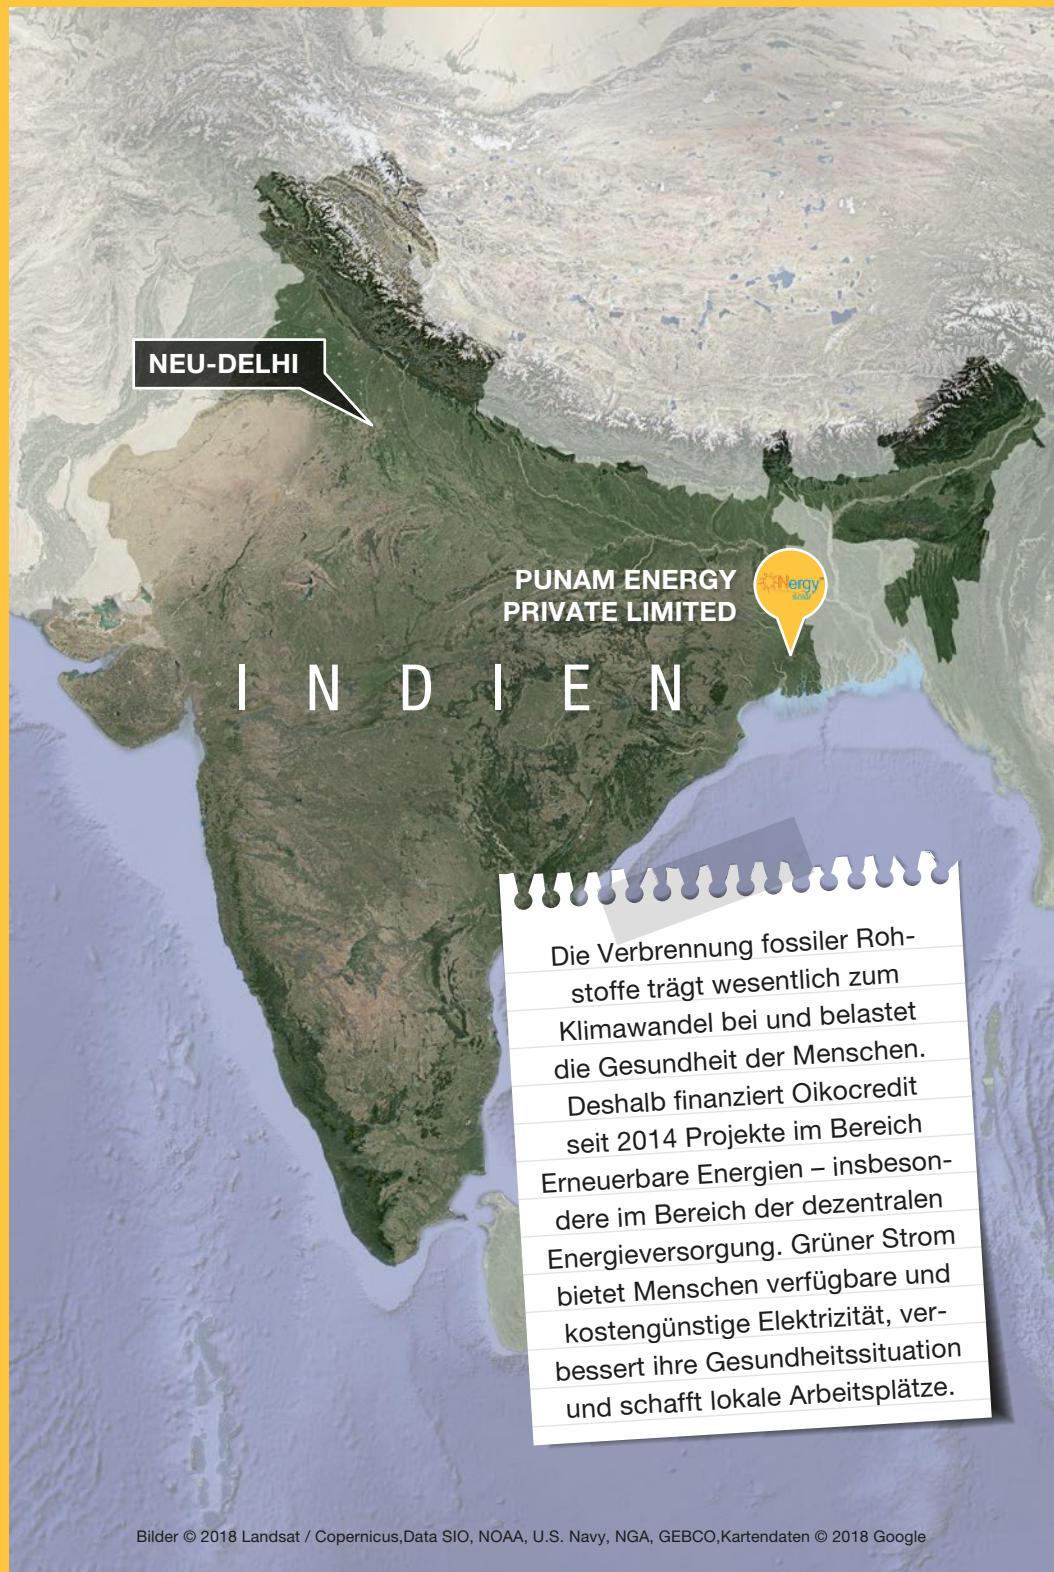 NEU-DELHI
PUNAM ENERGY
PRIVATE LIMITED
ONergy
SOLAR
INDIEN
Die Verbrennung fossiler Roh-
stoffe trägt wesentlich zum
Klimawandel bei und belastet
die Gesundheit der Menschen.
Deshalb finanziert Oikocredit
seit 2014 Projekte im Bereich
Erneuerbare Energien – insbeson-
dere im Bereich der dezentralen
Energieversorgung. Grüner Strom
bietet Menschen verfügbare und
kostengünstige Elektrizität, ver-
bessert ihre Gesundheitssituation
und schafft lokale Arbeitsplätze.
Bilder © 2018 Landsat / Copernicus,Data SIO, NOAA, U.S. Navy, NGA, GEBCO,Kartendaten © 2018 Google